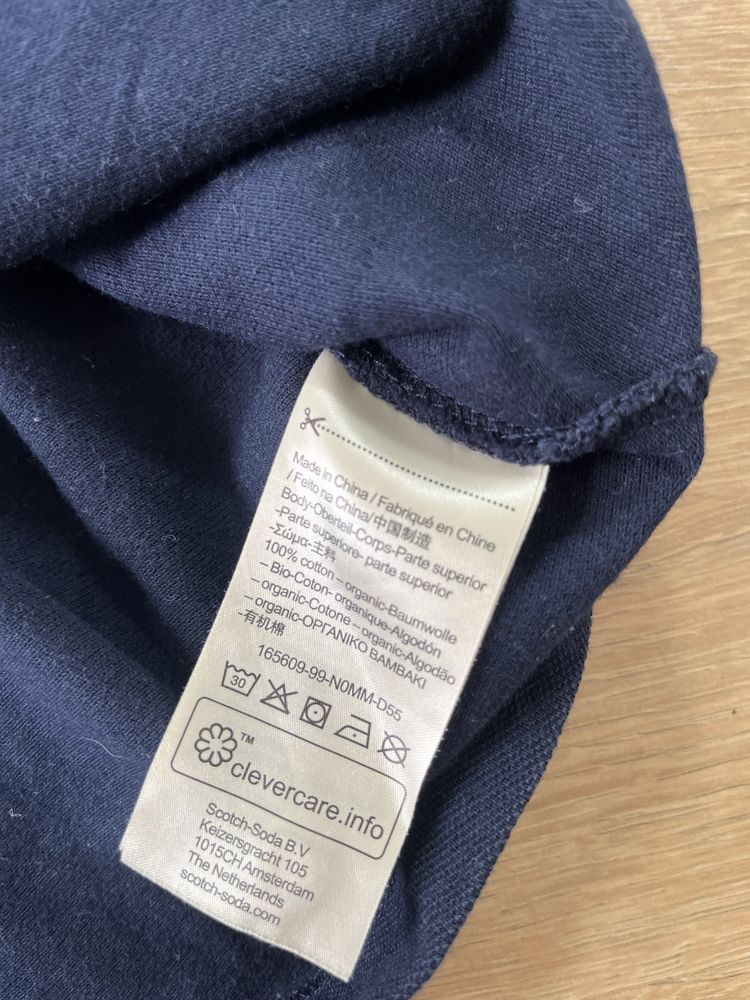 Made in China / Fabriqué en Chine
/ Feito na China/中国制造
Body-Oberteil-Corps-Parte superior
-Parte superiore- parte superior
-Σώμα-主料
100% cotton – organic-Baumwolle
– Bio-Coton- organique-Algodón
– organic-Cotone – organic-Algodão
– organic-ΟΡΓΑΝΙΚΟ ΒΑΜΒΑΚΙ
-有机棉
165609-99-N0MM-D55
30
™
clevercare.info
Scotch-Soda B.V
Keizersgracht 105
1015CH Amsterdam
The Netherlands
scotch-soda.com